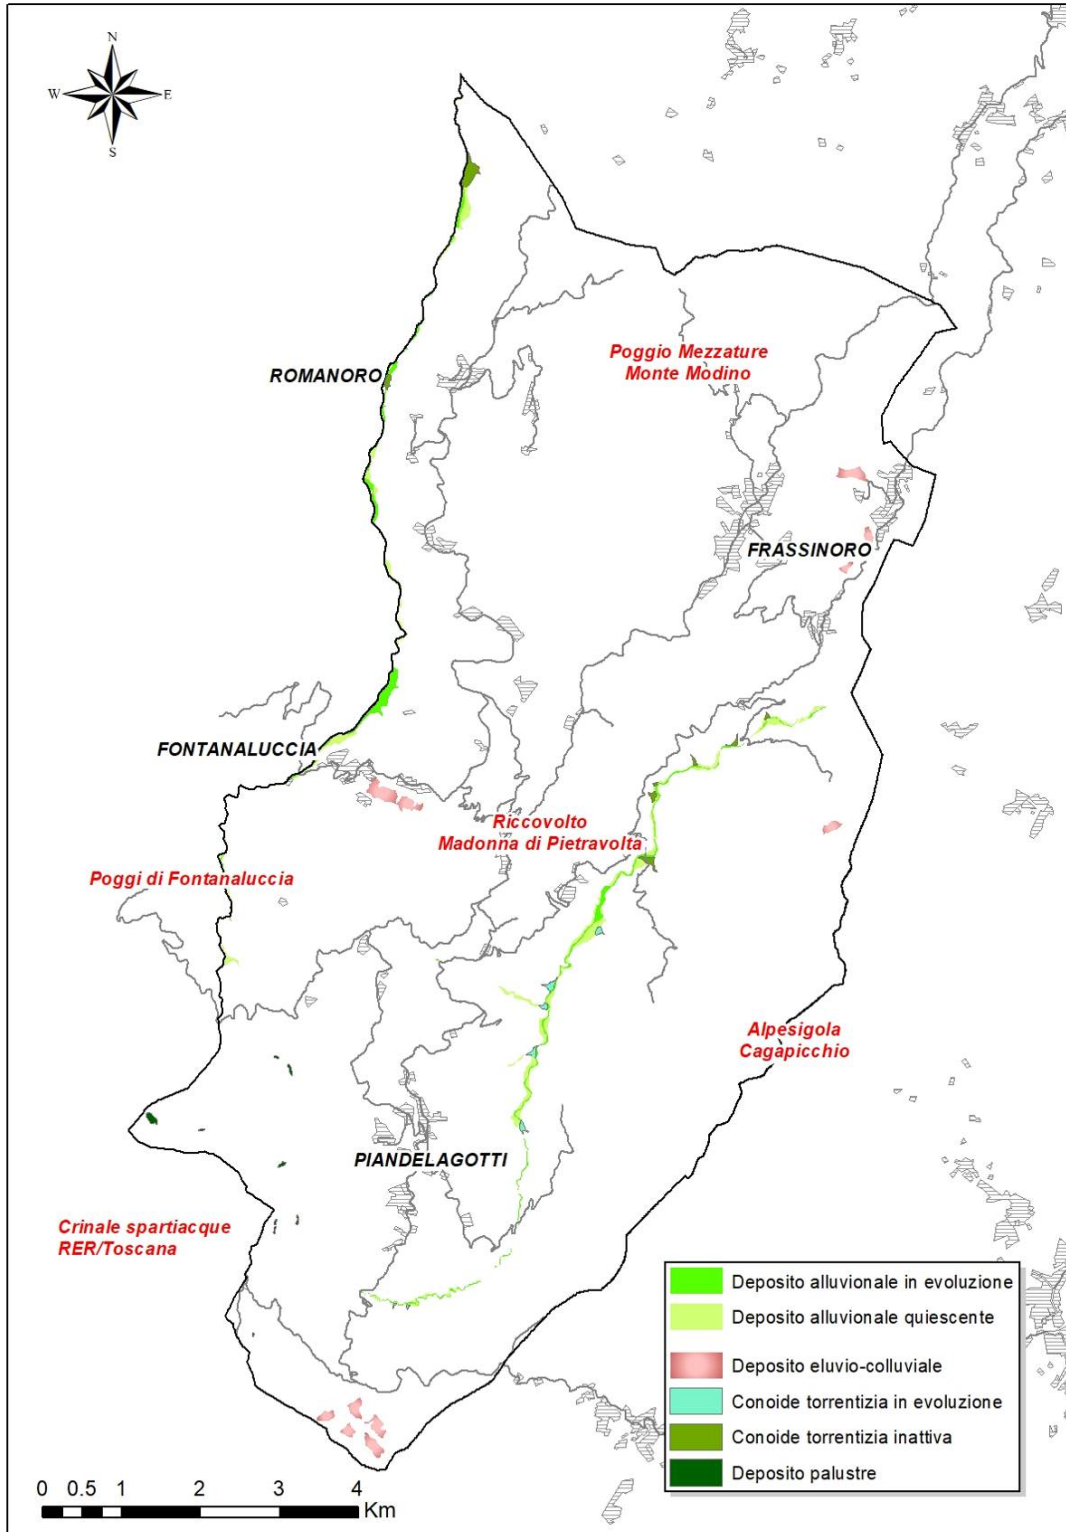 N
W
E
S
ROMANORO
Poggio Mezzature
Monte Modino
FRASSINORO
FONTANALUCCIA
Riccovolto
Madonna di Pietravolta
Poggi di Fontanaluccia
Alpesigola
Cagapicchio
PIANDELAGOTTI
Crinale spartiacque
RER/Toscana
Deposito alluvionale in evoluzione
Deposito alluvionale quiescente
Deposito eluvio-colluviale
Conoide torrentizia in evoluzione
Conoide torrentizia inattiva
Deposito palustre
0 0.5 1 2 3 4
Km